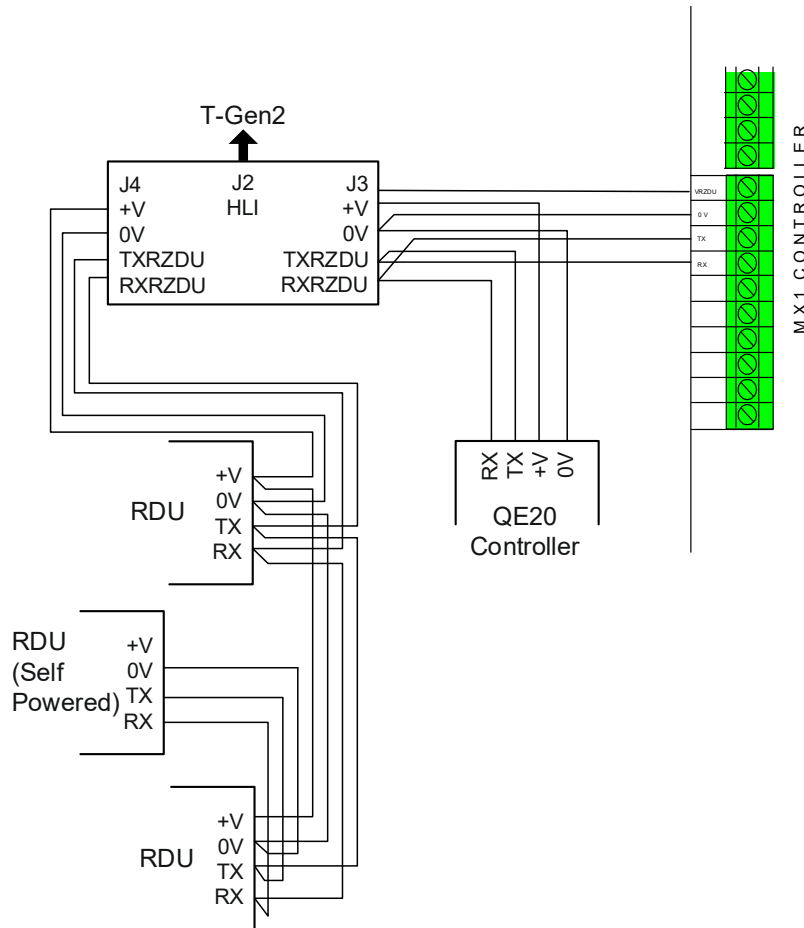 T-Gen2
J4
J2
J3
HLI
+V
0V
TXRZDU
RXRZDU
+V
0V
TXRZDU
RXRZDU
VRZDU
0 V
TX
RX
MX1 CONTROLLER
RX
TX
+V
0V
QE20
Controller
RDU
+V
0V
TX
RX
RDU
(Self
Powered)
+V
0V
TX
RX
RDU
+V
0V
TX
RX